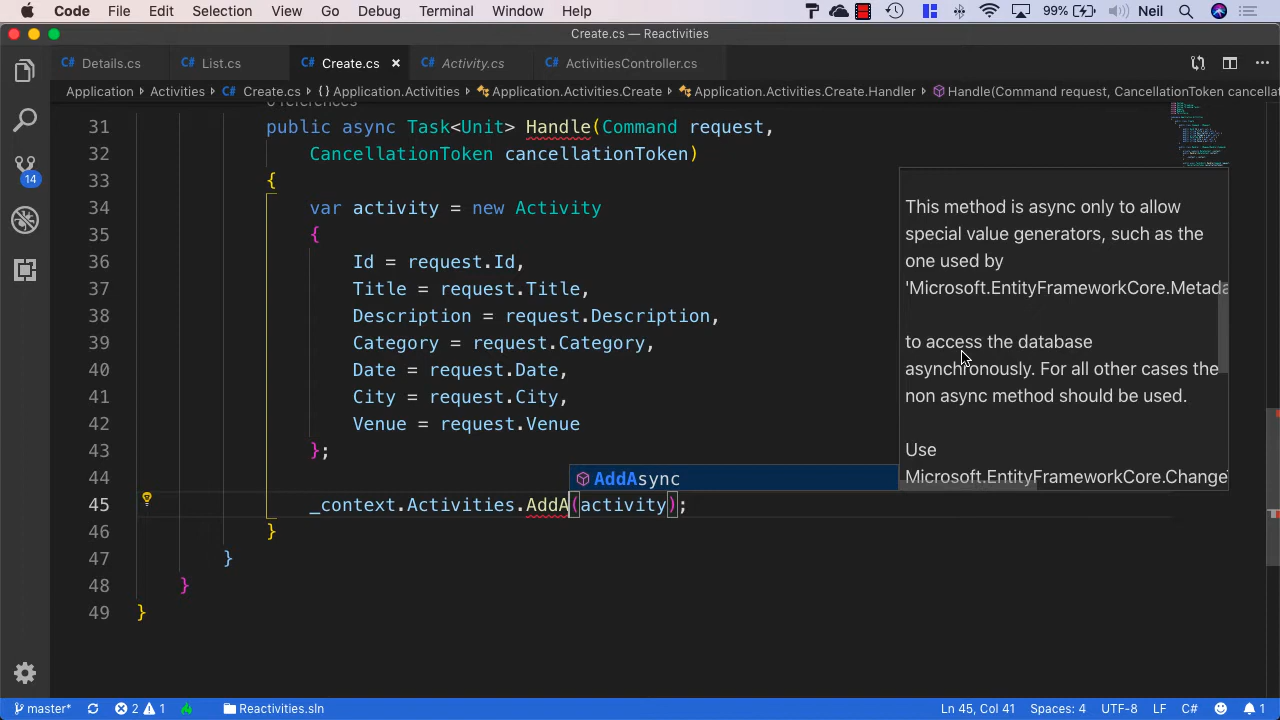 Code File Edit Selection View Go Debug Terminal Window Help 99% Neil
Create.cs — Reactivities
C# Details.cs C# List.cs C# Create.cs × C# Activity.cs C# ActivitiesController.cs
Application > Activities > C# Create.cs > {} Application.Activities > Application.Activities.Create > Application.Activities.Create.Handler > Handle(Command request, CancellationToken cancellat
0 references
31 public async Task<Unit> Handle(Command request,
32 CancellationToken cancellationToken)
33 {
34 var activity = new Activity
35 {
36 Id = request.Id,
37 Title = request.Title,
38 Description = request.Description,
39 Category = request.Category,
40 Date = request.Date,
41 City = request.City,
42 Venue = request.Venue
43 };
44
45 _context.Activities.AddA(activity);
46 }
47 }
48 }
49 }
AddAsync
This method is async only to allow
special value generators, such as the
one used by
'Microsoft.EntityFrameworkCore.Metada
to access the database
asynchronously. For all other cases the
non async method should be used.
Use
Microsoft.EntityFrameworkCore.Change
14
master* 2 1 Reactivities.sln Ln 45, Col 41 Spaces: 4 UTF-8 LF C# 1